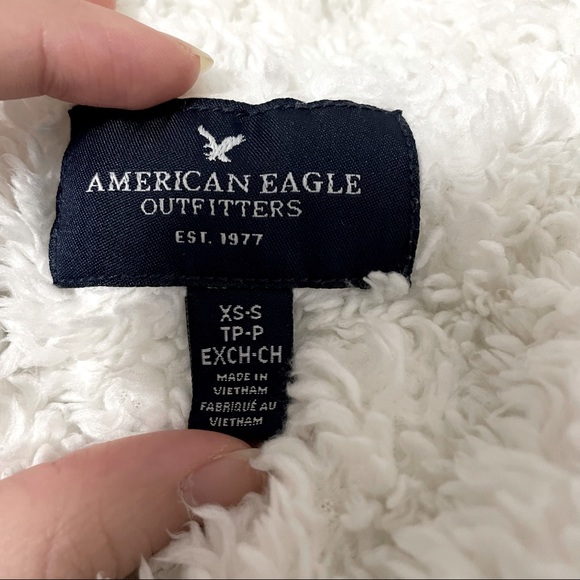 AMERICAN EAGLE
OUTFITTERS
EST. 1977
XS-S
TP-P
EXCH-CH
MADE IN
VIETNAM
FABRIQUÉ AU
VIETNAM